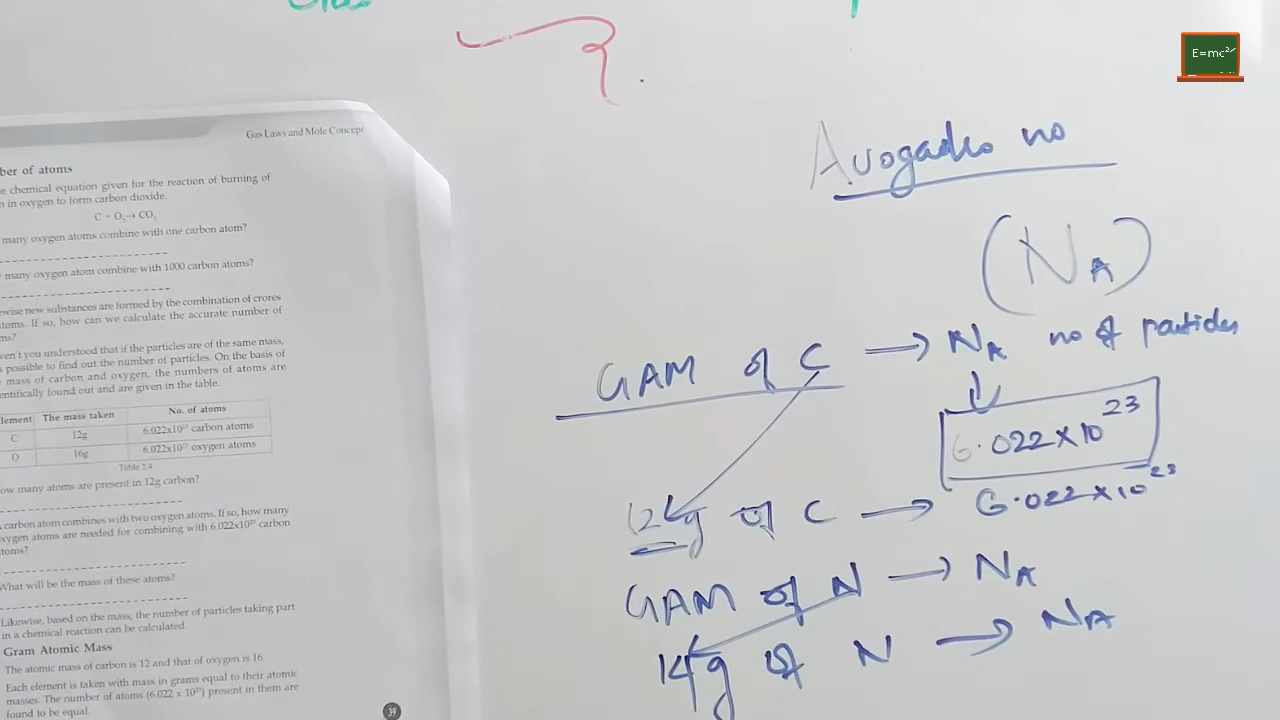 E=mc²
Gas Laws and Mole Concept
ber of atoms
e chemical equation given for the reaction of burning of
n in oxygen to form carbon dioxide.
C + O₂→ CO₂
many oxygen atoms combine with one carbon atom?
many oxygen atom combine with 1000 carbon atoms?
ewise new substances are formed by the combination of crores
toms. If so, how can we calculate the accurate number of
ms?
ven't you understood that if the particles are of the same mass,
s possible to find out the number of particles. On the basis of
mass of carbon and oxygen, the numbers of atoms are
entifically found out and are given in the table.
lement The mass taken No. of atoms
C 12g 6.022x10²³ carbon atoms
O 16g 6.022x10²³ oxygen atoms
Table 2.4
ow many atoms are present in 12g carbon?
carbon atom combines with two oxygen atoms. If so, how many
xygen atoms are needed for combining with 6.022x10²³ carbon
toms?
What will be the mass of these atoms?
Likewise, based on the mass, the number of particles taking part
in a chemical reaction can be calculated.
Gram Atomic Mass
The atomic mass of carbon is 12 and that of oxygen is 16.
Each element is taken with mass in grams equal to their atomic
masses. The number of atoms (6.022 x 10²³) present in them are
found to be equal.
39
Avogadro no
(N_A)
GAM of C → N_A no of particles
6.022X10²³
12g of C → 6.022×10²³
GAM of N → N_A
14g of N → N_A